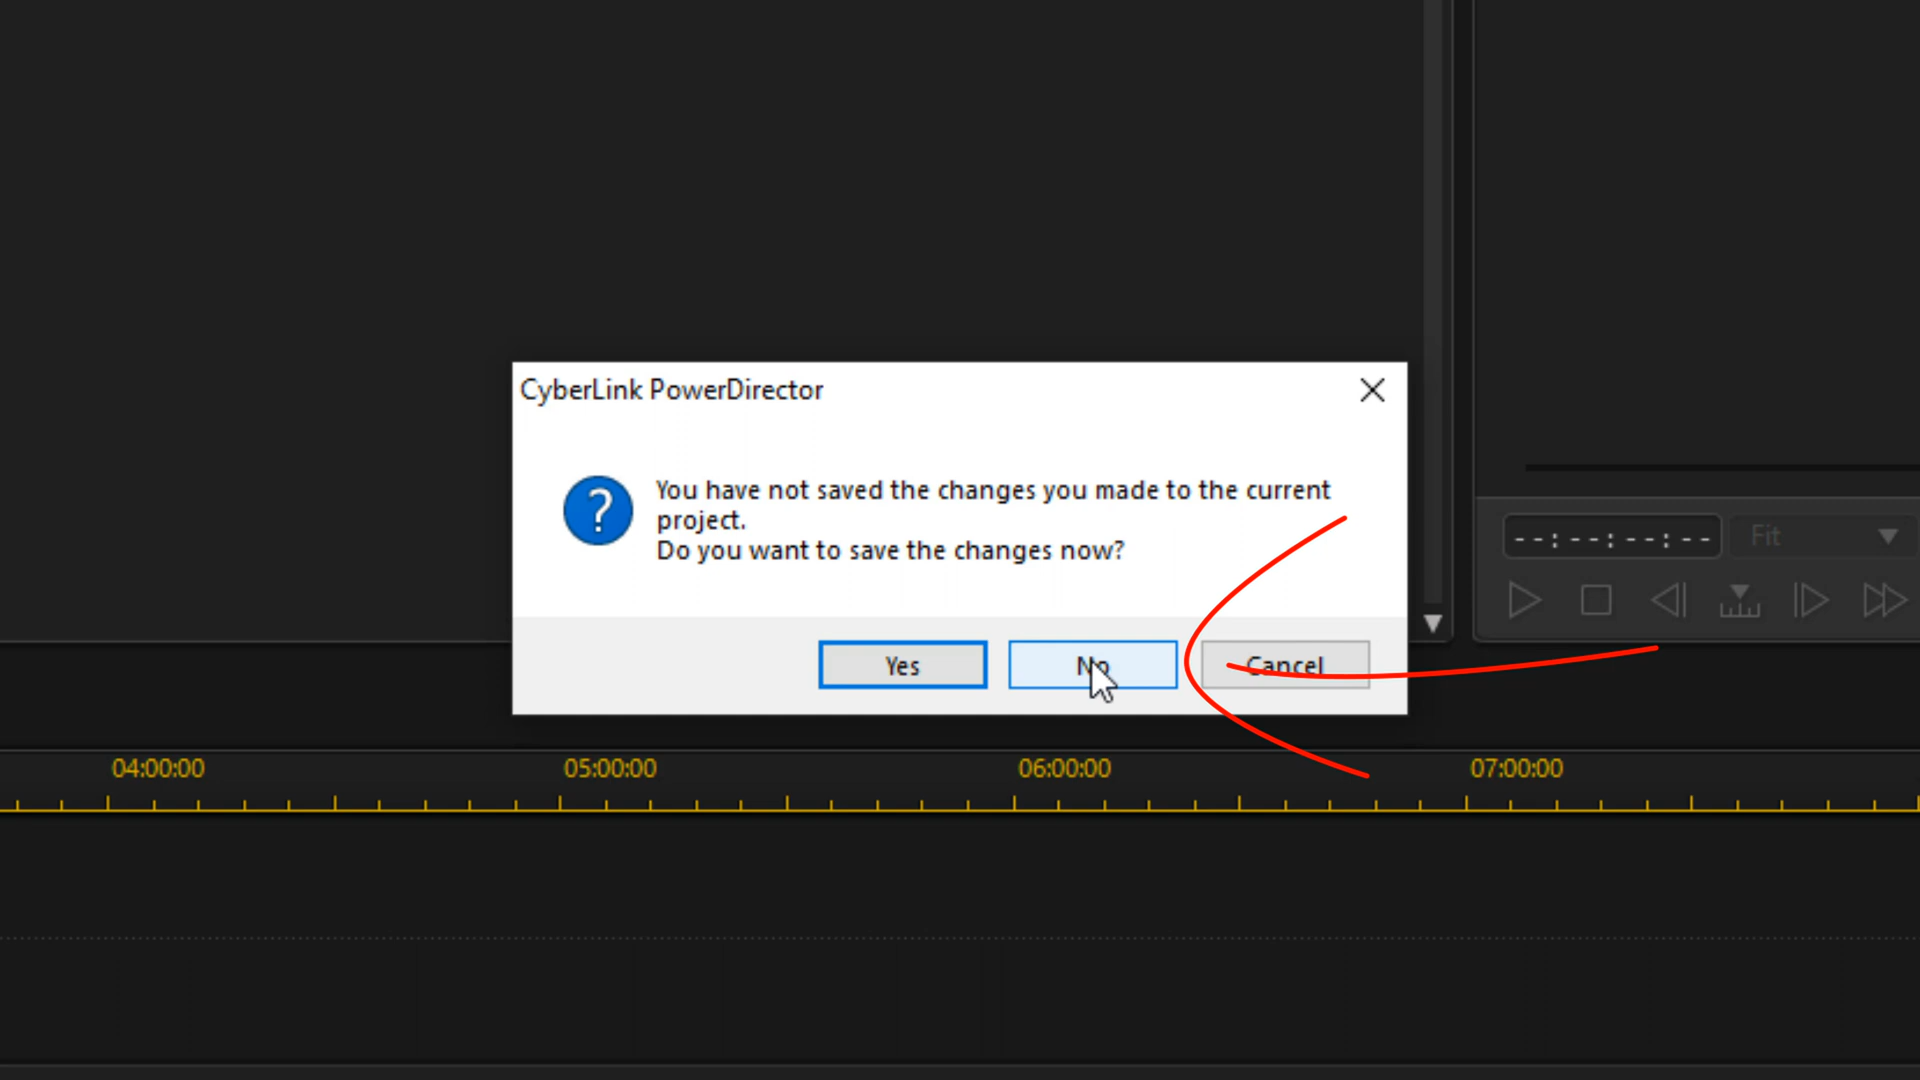 CyberLink PowerDirector
You have not saved the changes you made to the current
project.
Do you want to save the changes now?
--:--:--:--
Fit
Yes
No
Cancel
04:00:00
05:00:00
06:00:00
07:00:00